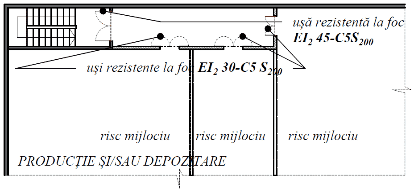 ușă rezistentă la foc
EI2 45-C5S200
uși rezistente la foc EI2 30-C5 S200
risc mijlociu risc mijlociu risc mijlociu
PRODUCȚIE ȘI/SAU DEPOZITARE